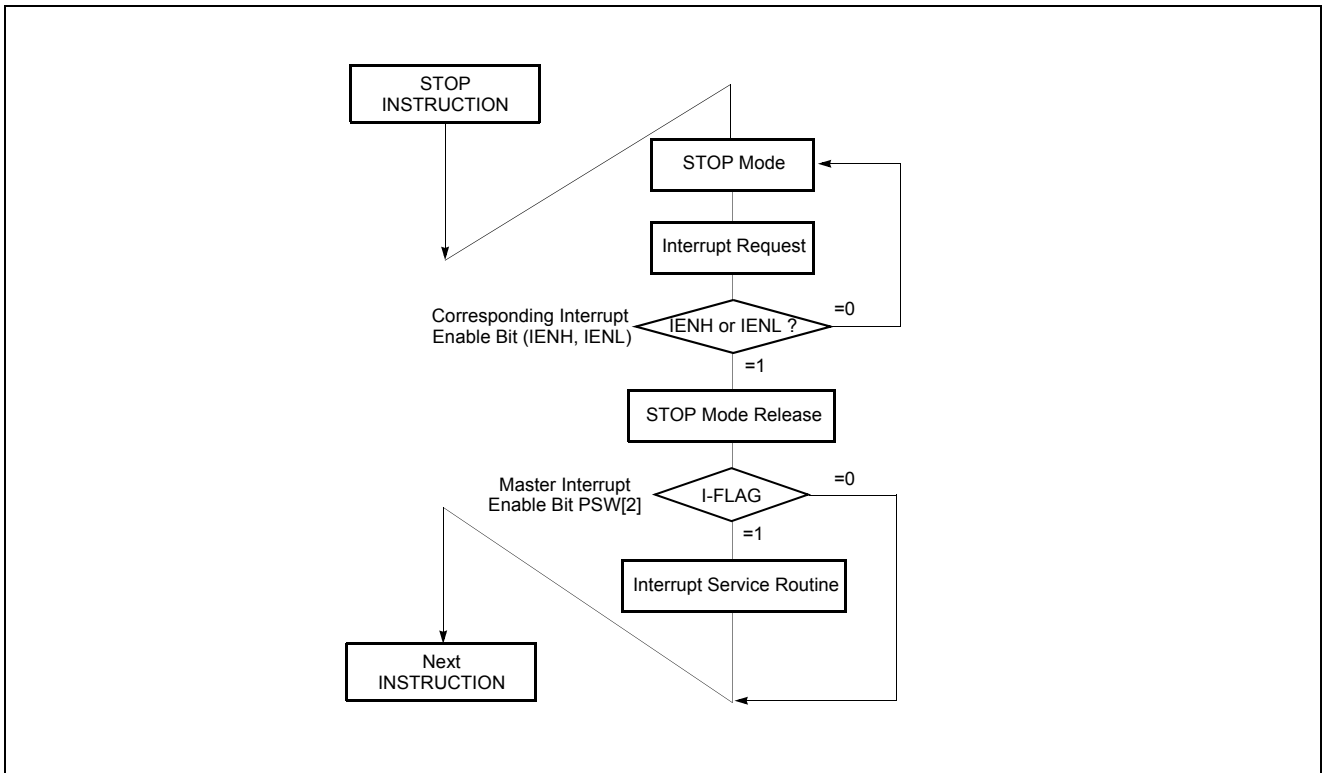 STOP
INSTRUCTION
STOP Mode
Interrupt Request
Corresponding Interrupt
Enable Bit (IENH, IENL)
IENH or IENL ?
=0
=1
STOP Mode Release
Master Interrupt
Enable Bit PSW[2]
I-FLAG
=0
=1
Interrupt Service Routine
Next
INSTRUCTION